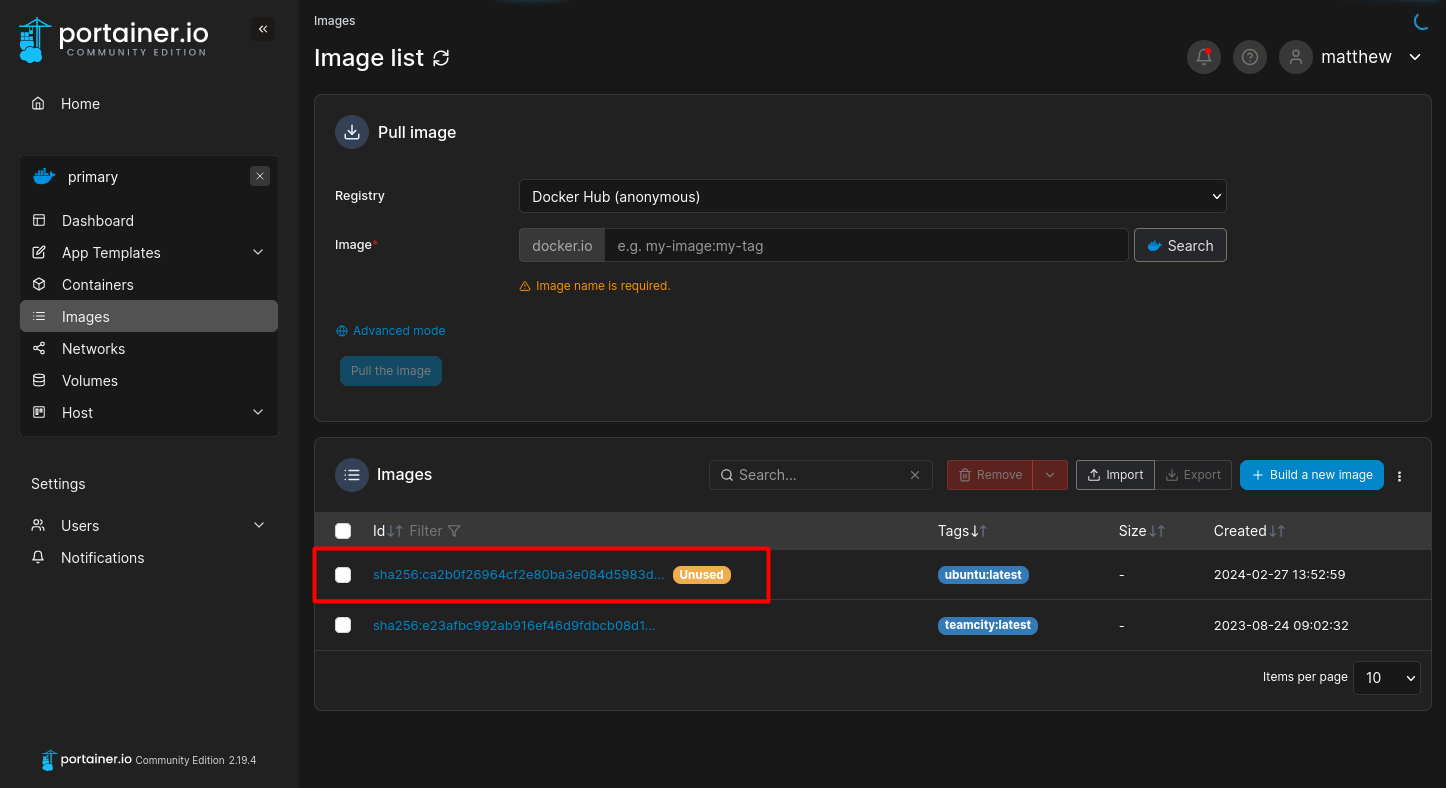 portainer.io
COMMUNITY EDITION
Home
primary
Dashboard
App Templates
Containers
Images
Networks
Volumes
Host
Settings
Users
Notifications
portainer.io Community Edition 2.19.4
Images
Image list
matthew
Pull image
Registry
Docker Hub (anonymous)
Image*
docker.io
e.g. my-image:my-tag
Search
Image name is required.
Advanced mode
Pull the image
Images
Search...
Remove
Import
Export
Build a new image
Id Filter Tags Size Created
sha256:ca2b0f26964cf2e80ba3e084d5983d... Unused ubuntu:latest - 2024-02-27 13:52:59
sha256:e23afbc992ab916ef46d9fdbcb08d1... teamcity:latest - 2023-08-24 09:02:32
Items per page 10